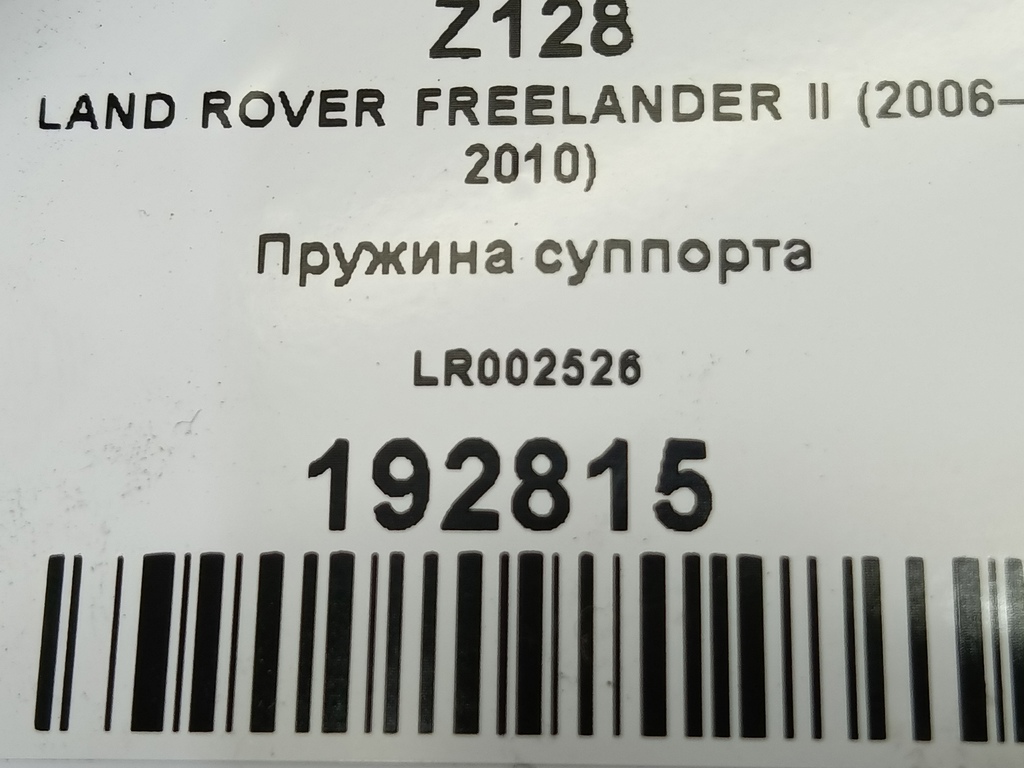 Z128
LAND ROVER FREELANDER II (2006–
2010)
Пружина суппорта
LR002526
192815